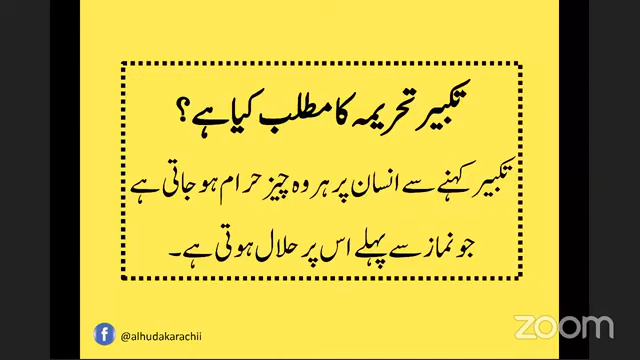 تکبیر تحریمہ کا مطلب کیا ہے؟
تکبیر کہنے سے انسان پر ہر وہ چیز حرام ہو جاتی ہے
جو نماز سے پہلے اس پر حلال ہوتی ہے۔
@alhudakarachii
zoom